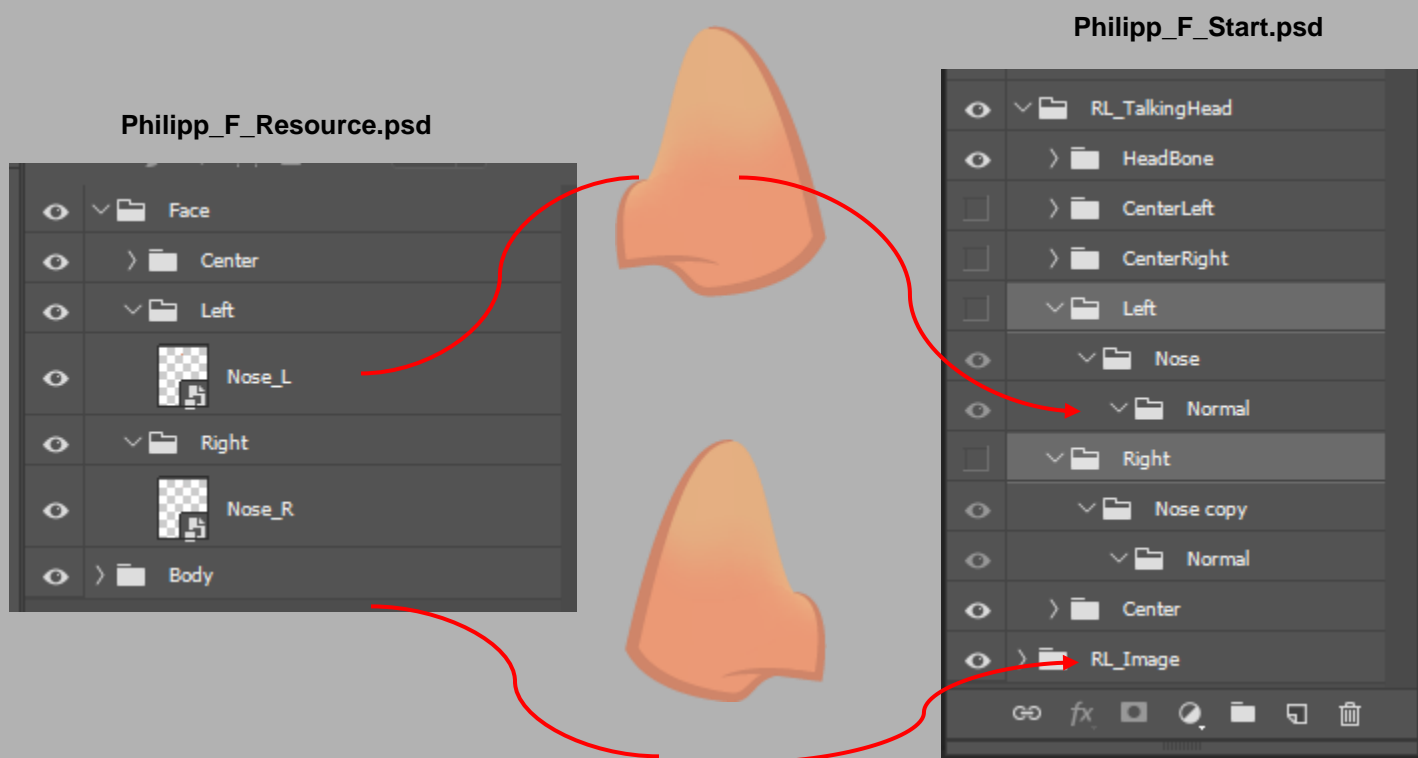 Philipp_F_Resource.psd
Face
Center
Left
Nose_L
Right
Nose_R
Body
Philipp_F_Start.psd
RL_TalkingHead
HeadBone
CenterLeft
CenterRight
Left
Nose
Normal
Right
Nose copy
Normal
Center
RL_Image
fx